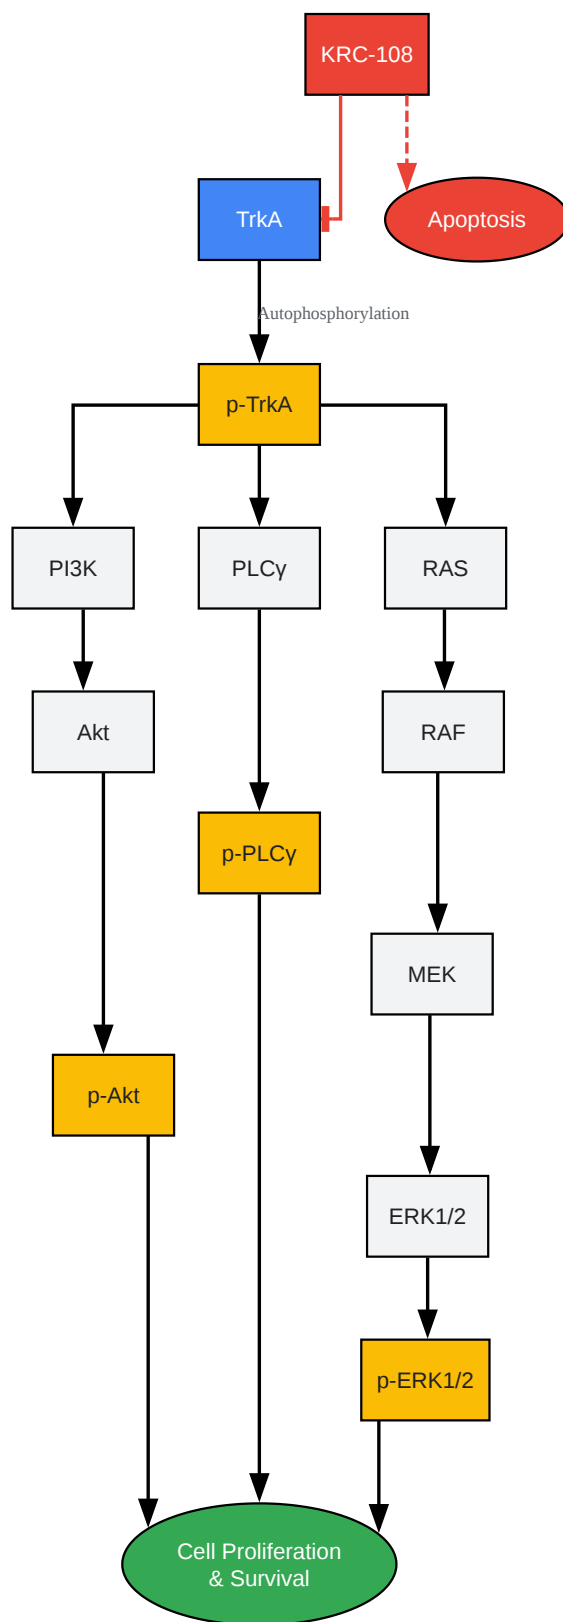 KRC-108
TrkA
Apoptosis
Autophosphorylation
p-TrkA
PI3K
PLCγ
RAS
Akt
RAF
p-PLCγ
MEK
p-Akt
ERK1/2
p-ERK1/2
Cell Proliferation
& Survival